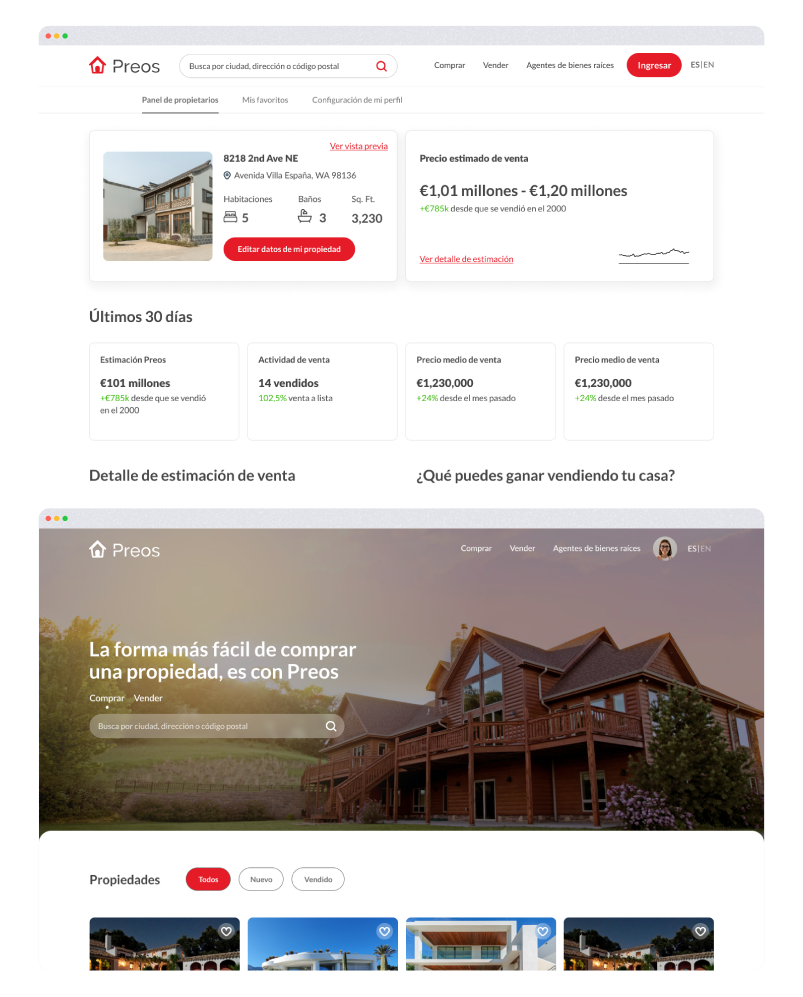 Preos
Busca por ciudad, dirección o código postal
Comprar
Vender
Agentes de bienes raíces
Ingresar
ES|EN
Panel de propietarios
Mis favoritos
Configuración de mi perfil
Ver vista previa
8218 2nd Ave NE
Avenida Villa España, WA 98136
Habitaciones
Baños
Sq. Ft.
5
3
3,230
Editar datos de mi propiedad
Precio estimado de venta
€1,01 millones - €1,20 millones
+€785k desde que se vendió en el 2000
Ver detalle de estimación
Últimos 30 días
Estimación Preos
€101 millones
+€785k desde que se vendió
en el 2000
Actividad de venta
14 vendidos
102,5% venta a lista
Precio medio de venta
€1,230,000
+24% desde el mes pasado
Precio medio de venta
€1,230,000
+24% desde el mes pasado
Detalle de estimación de venta
¿Qué puedes ganar vendiendo tu casa?
Preos
Comprar
Vender
Agentes de bienes raíces
ES|EN
La forma más fácil de comprar
una propiedad, es con Preos
Comprar
Vender
Busca por ciudad, dirección o código postal
Propiedades
Todos
Nuevo
Vendido